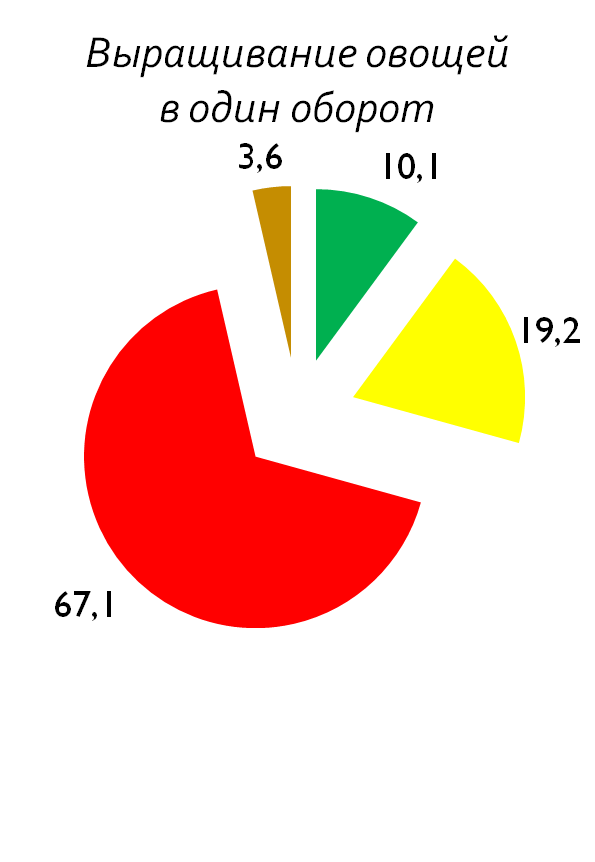 Выращивание овощей
в один оборот
3,6
10,1
19,2
67,1